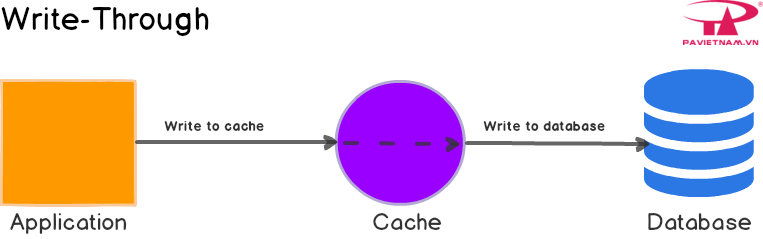 Write-Through
PAVIETNAM.VN
Write to cache
Write to database
Application
Cache
Database